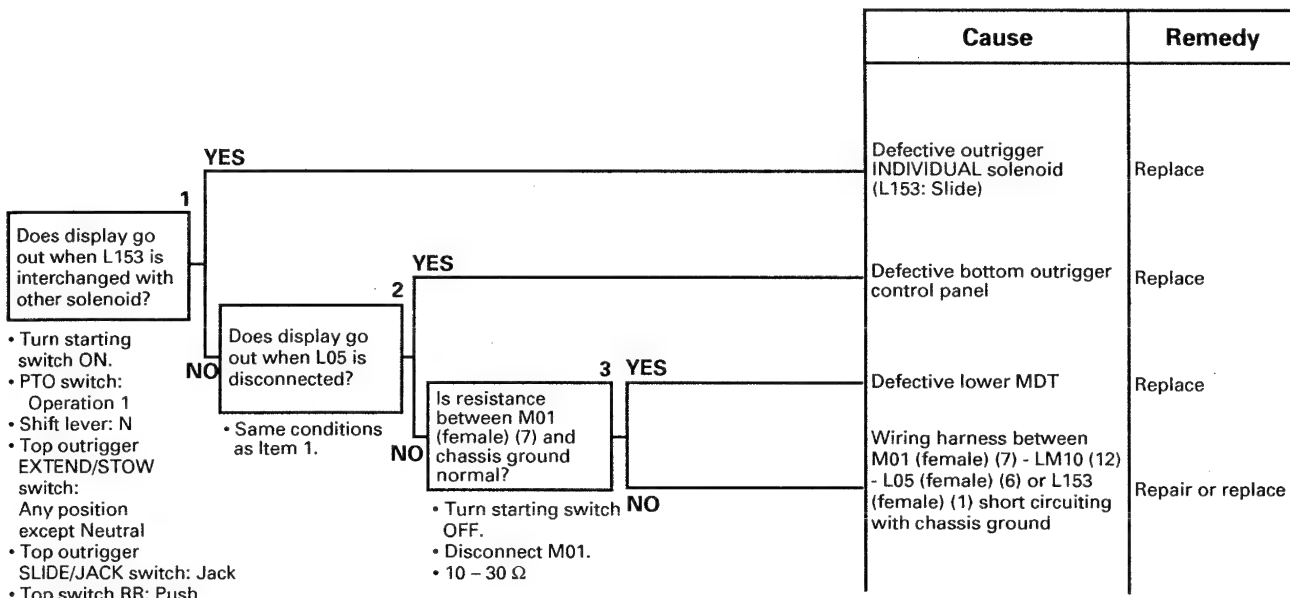 Cause
Remedy
YES
Defective outrigger
INDIVIDUAL solenoid
(L153: Slide)
Replace
1
Does display go
out when L153 is
interchanged with
other solenoid?
• Turn starting
switch ON.
• PTO switch:
Operation 1
• Shift lever: N
• Top outrigger
EXTEND/STOW
switch:
Any position
except Neutral
• Top outrigger
SLIDE/JACK switch: Jack
• Top switch RR: Push
NO
2
YES
Defective bottom outrigger
control panel
Replace
Does display go
out when L05 is
disconnected?
• Same conditions
as Item 1.
NO
3
YES
Defective lower MDT
Replace
Is resistance
between M01
(female) (7) and
chassis ground
normal?
• Turn starting switch
OFF.
• Disconnect M01.
• 10 – 30 Ω
NO
Wiring harness between
M01 (female) (7) - LM10 (12)
- L05 (female) (6) or L153
(female) (1) short circuiting
with chassis ground
Repair or replace